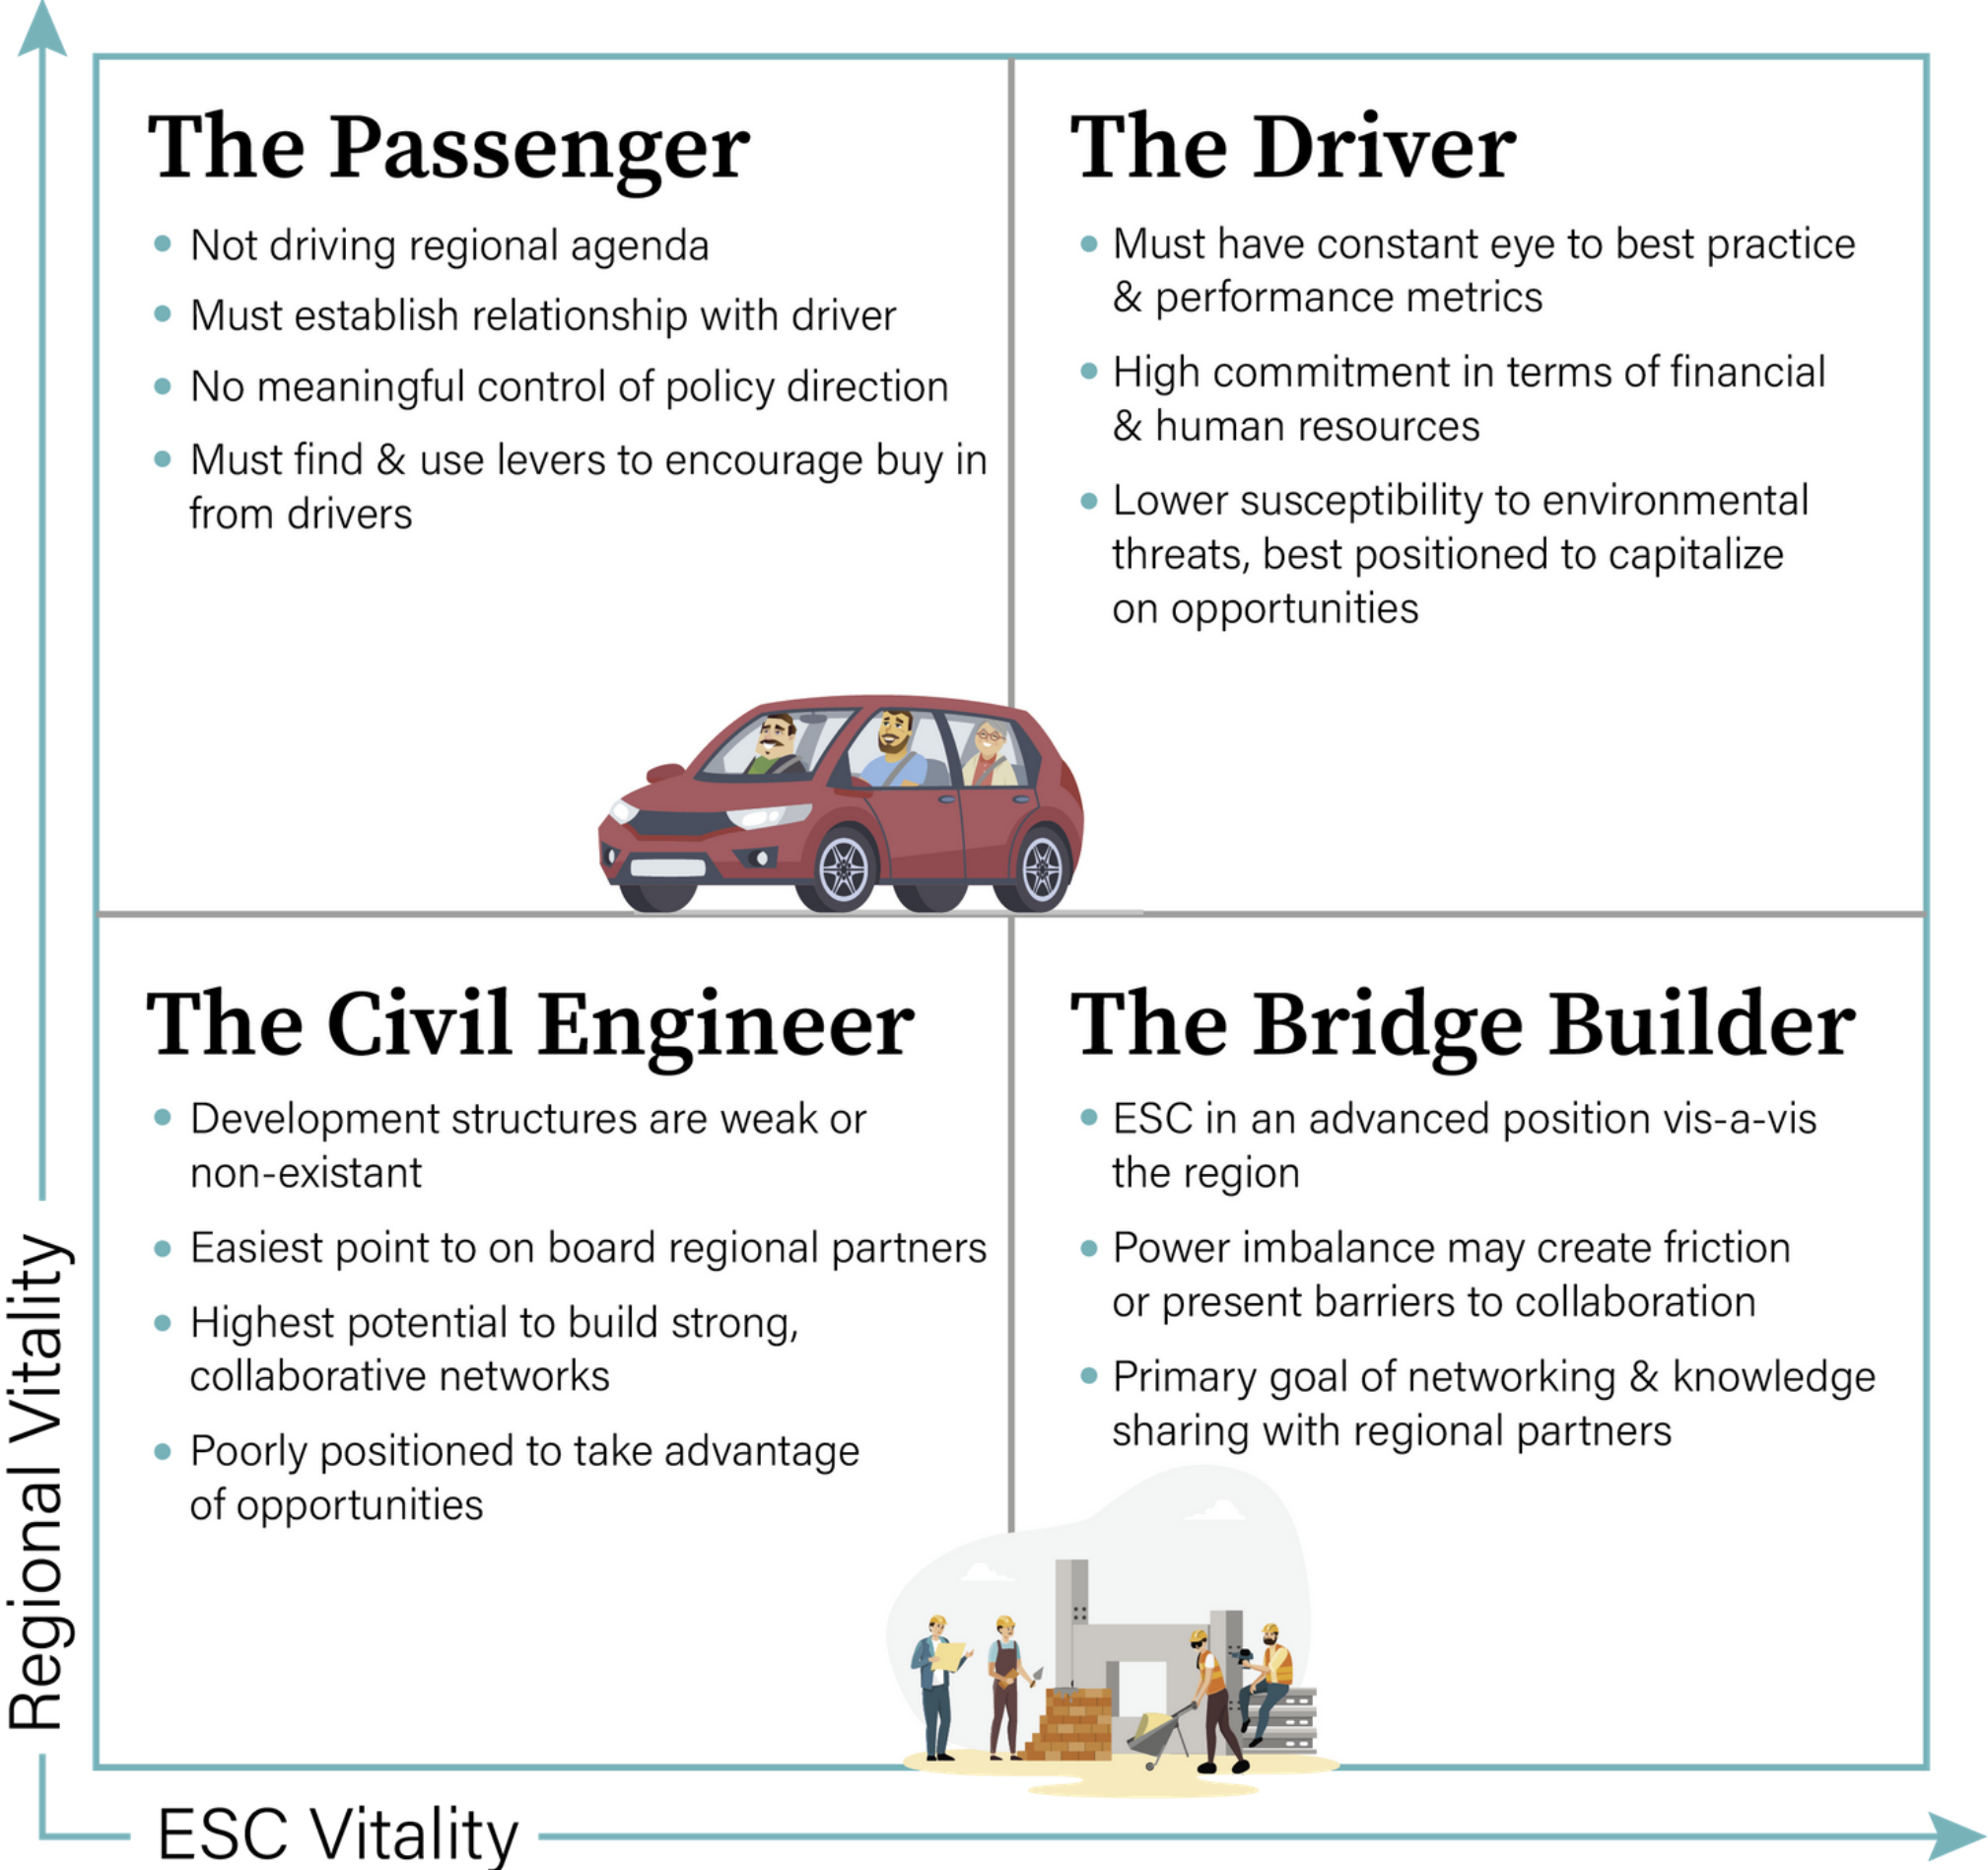 The Passenger
Not driving regional agenda
Must establish relationship with driver
No meaningful control of policy direction
Must find & use levers to encourage buy in
from drivers
The Driver
Must have constant eye to best practice
& performance metrics
High commitment in terms of financial
& human resources
Lower susceptibility to environmental
threats, best positioned to capitalize
on opportunities
The Civil Engineer
Development structures are weak or
non-existant
Easiest point to on board regional partners
Highest potential to build strong,
collaborative networks
Poorly positioned to take advantage
of opportunities
The Bridge Builder
ESC in an advanced position vis-a-vis
the region
Power imbalance may create friction
or present barriers to collaboration
Primary goal of networking & knowledge
sharing with regional partners
Regional Vitality
ESC Vitality